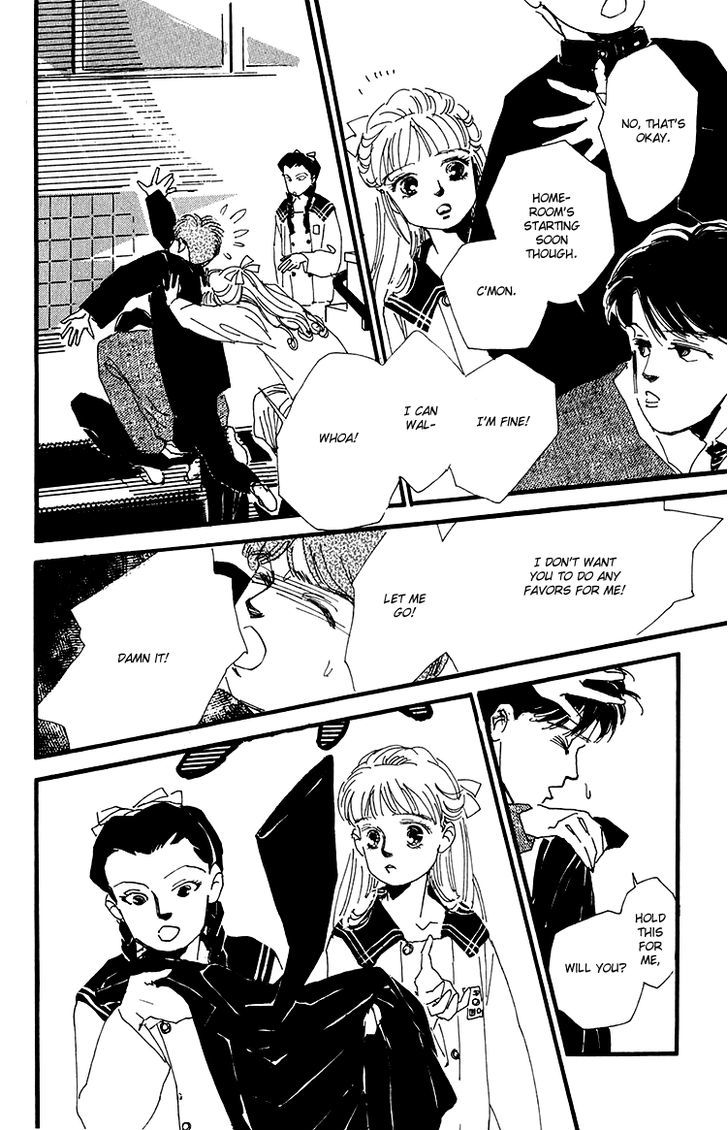 NO, THAT'S
OKAY.
HOME-
ROOM'S
STARTING
SOON
THOUGH.
C'MON.
I'M FINE!
I CAN
WAL-
WHOA!
I DON'T WANT
YOU TO DO ANY
FAVORS FOR ME!
LET ME
GO!
DAMN IT!
HOLD
THIS
FOR
ME,
WILL YOU?